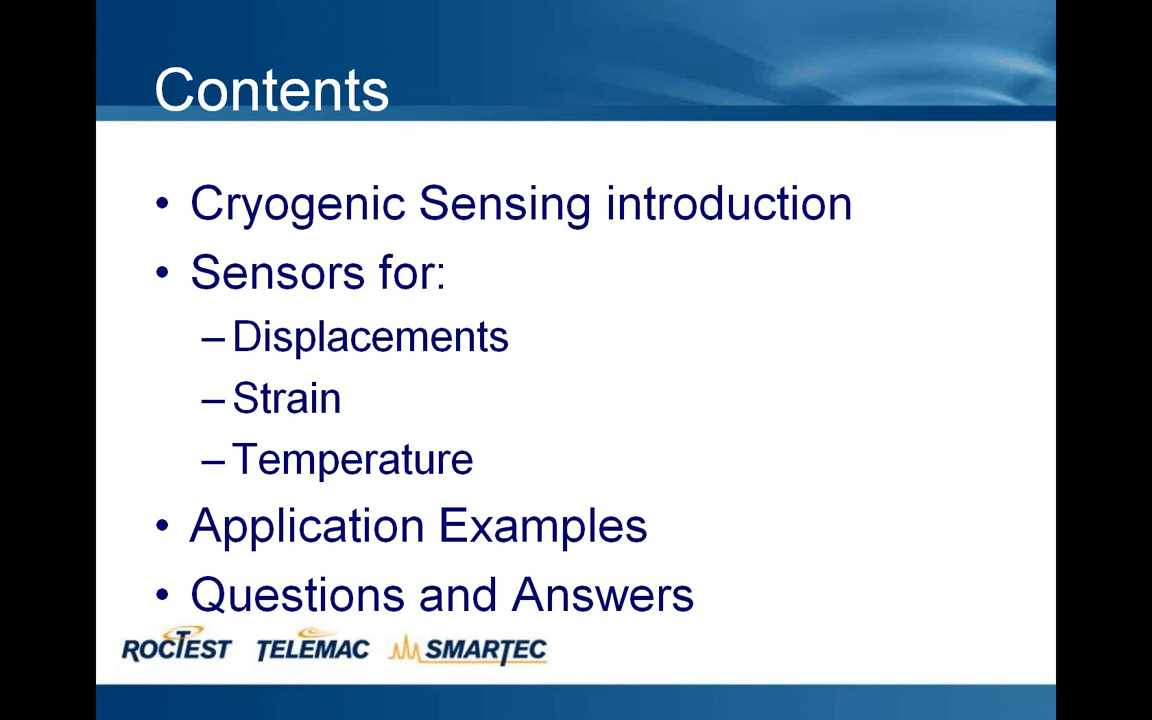 Contents
• Cryogenic Sensing introduction
• Sensors for:
– Displacements
– Strain
– Temperature
• Application Examples
• Questions and Answers
ROCTEST TELEMAC SMARTEC